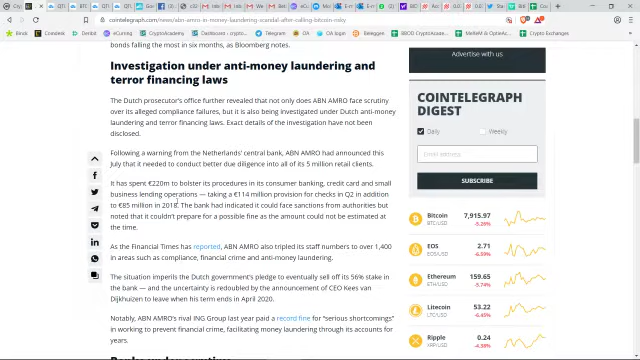 cointelegraph.com/news/abn-amro-in-money-laundering-scandal-after-calling-bitcoin-risky
Bitcoin
Coindesk
Deribit
eCurring
CryptoAcademy
Dashboard
Telegram
OA
OA login
Beleggen
BBOD CryptoAcade...
MeReM & OptieAc...
Crypto Exchanges
bonds falling the most in six months, as Bloomberg notes.
Investigation under anti-money laundering and
terror financing laws
The Dutch prosecutor's office further revealed that not only does ABN AMRO face scrutiny
over its alleged compliance failures, but it is also being investigated under Dutch anti-money
laundering and terror financing laws. Exact details of the investigation have not been
disclosed.
Following a warning from the Netherlands' central bank, ABN AMRO had announced this
July that it needed to conduct better due diligence into all of its 5 million retail clients.
It has spent €220m to bolster its procedures in its consumer banking, credit card and small
business lending operations — taking a €114 million provision for checks in Q2 in addition
to €85 million in 2018. The bank had indicated it could face sanctions from authorities but
noted that it couldn't prepare for a possible fine as the amount could not be estimated at
the time.
As the Financial Times has reported, ABN AMRO also tripled its staff numbers to over 1,400
in areas such as compliance, financial crime and anti-money laundering.
The situation imperils the Dutch government's pledge to eventually sell off its 56% stake in
the bank — and the uncertainty is redoubled by the announcement of CEO Kees van
Dijkhuizen to leave when his term ends in April 2020.
Notably, ABN AMRO's rival ING Group last year paid a record fine for "serious shortcomings"
in working to prevent financial crime, facilitating money laundering through its accounts for
years.
Advertise with us
COINTELEGRAPH
DIGEST
Daily
Weekly
Email address
SUBSCRIBE
Bitcoin 7,915.97
BTC/USD -5.26%
EOS 2.71
EOS/USD -6.59%
Ethereum 159.65
ETH/USD -5.74%
Litecoin 53.22
LTC/USD -6.45%
Ripple 0.24
XRP/USD -4.38%